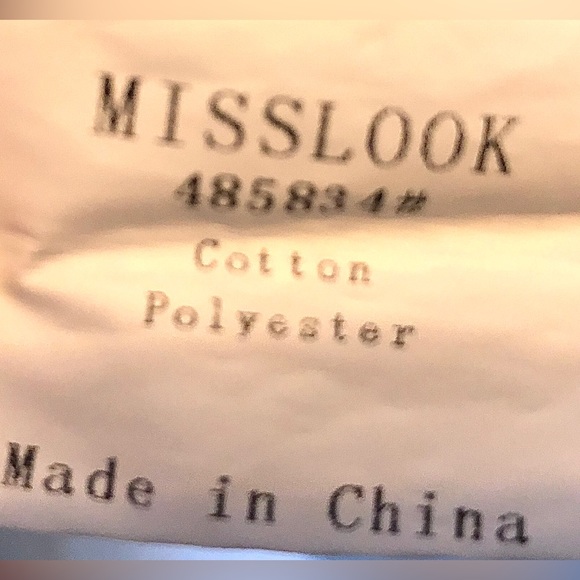 MISSLOOK
485834#
Cotton
Polyester
Made in China